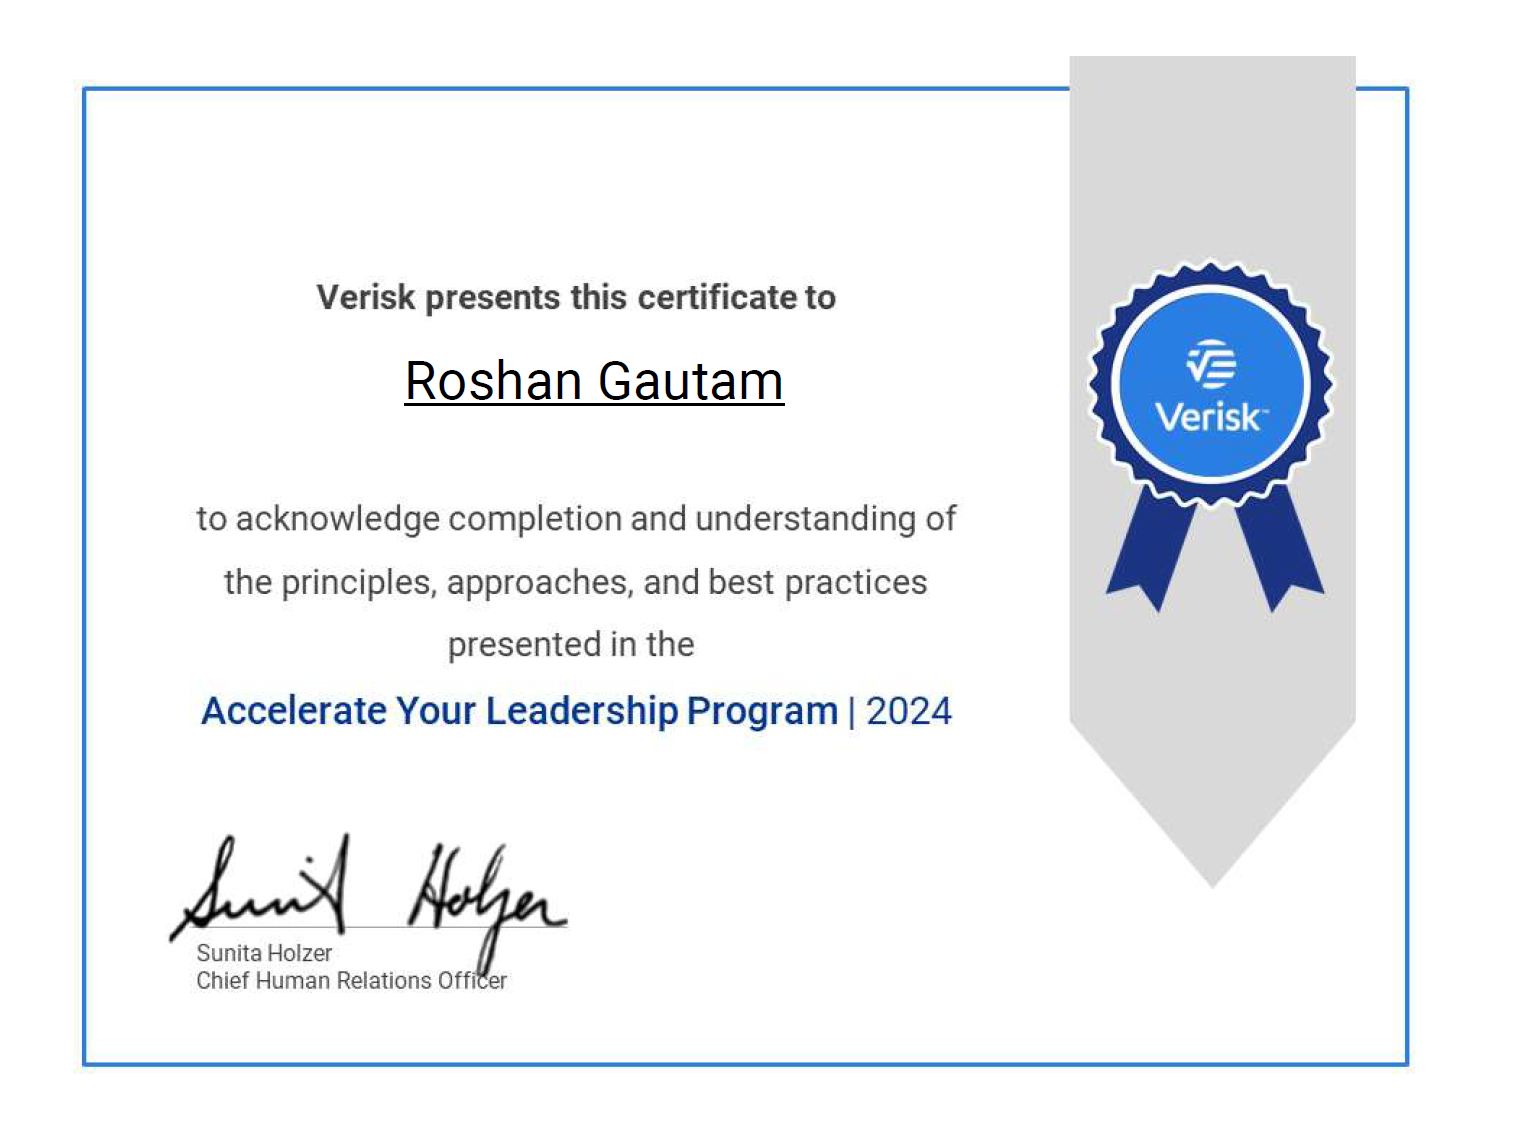 Verisk presents this certificate to
Roshan Gautam
Verisk™
to acknowledge completion and understanding of
the principles, approaches, and best practices
presented in the
Accelerate Your Leadership Program | 2024
Sunita Holzer
Sunita Holzer
Chief Human Relations Officer